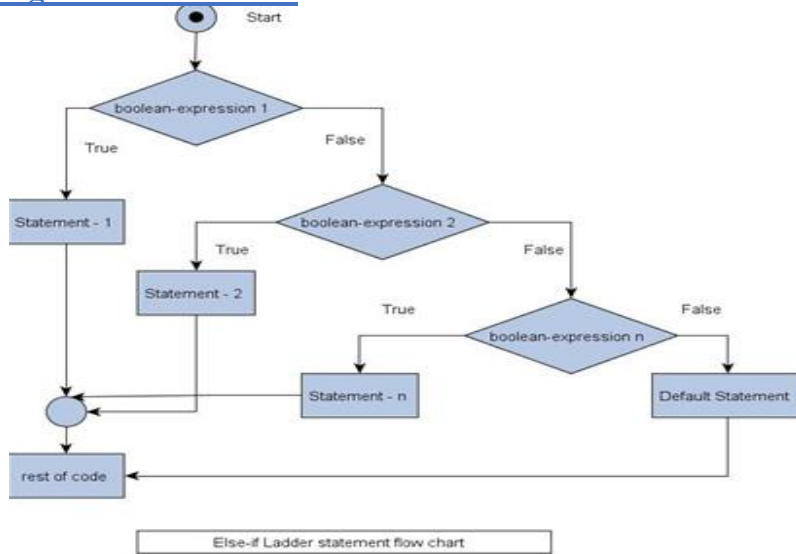 Start
boolean-expression 1
True
False
Statement - 1
boolean-expression 2
True
False
Statement - 2
True
False
boolean-expression n
Statement - n
Default Statement
rest of code
Else-if Ladder statement flow chart